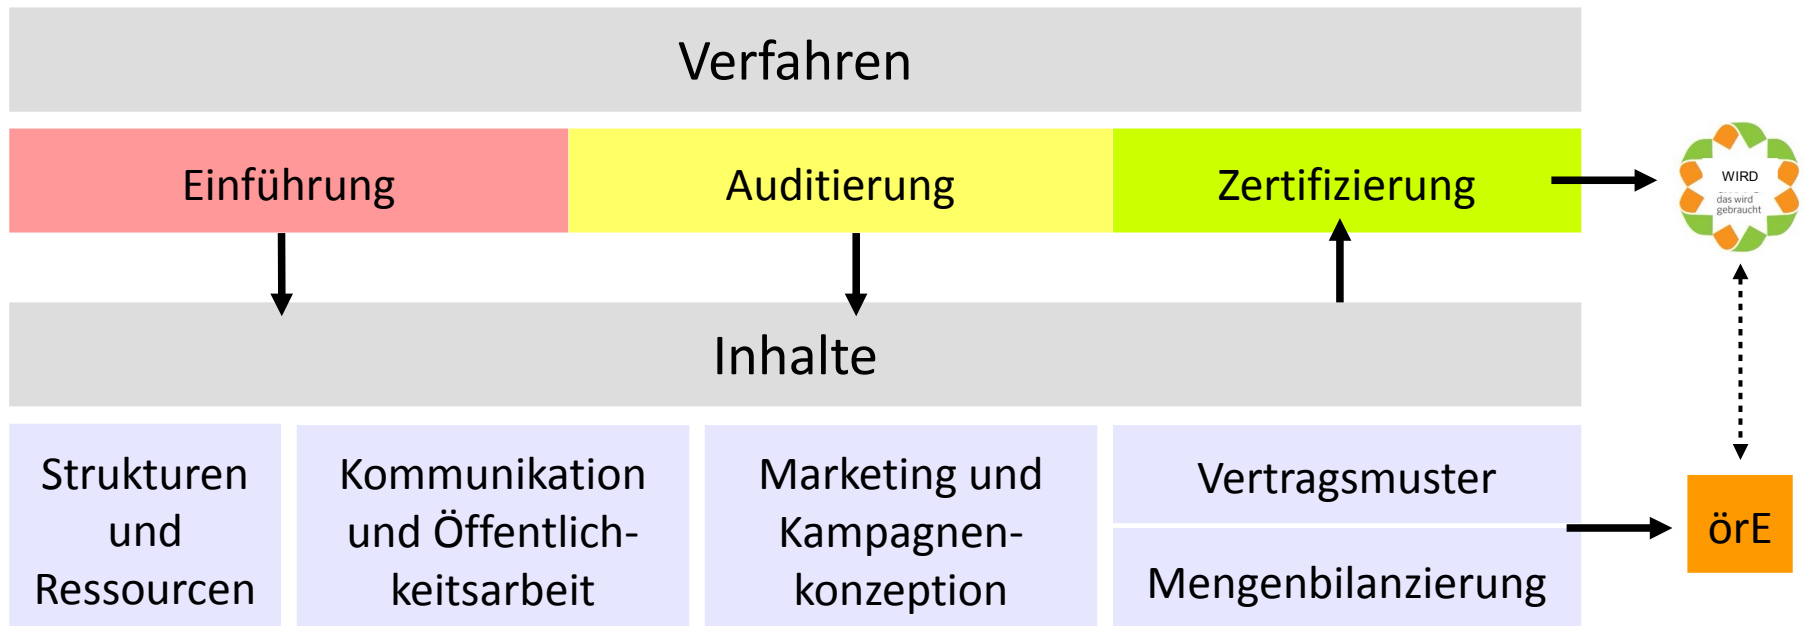 Verfahren
Einführung
Auditierung
Zertifizierung
WIRD
das wird
gebraucht
Inhalte
Strukturen
und
Ressourcen
Kommunikation
und Öffentlich-
keitsarbeit
Marketing und
Kampagnen-
konzeption
Vertragsmuster
Mengenbilanzierung
örE